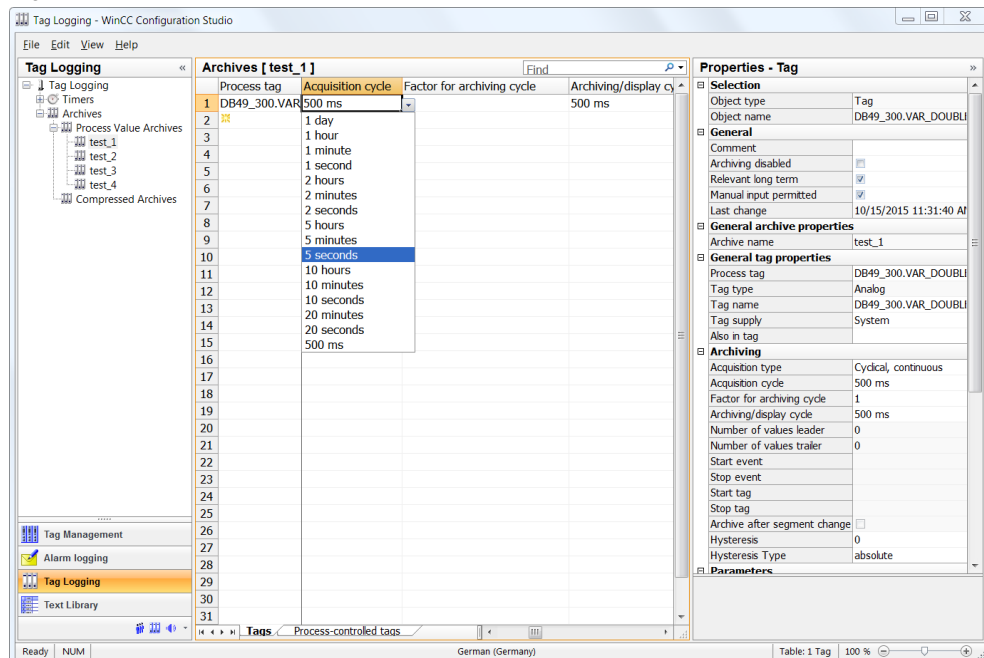 Tag Logging - WinCC Configuration Studio
File Edit View Help
Tag Logging «
Tag Logging
Timers
Archives
Process Value Archives
test_1
test_2
test_3
test_4
Compressed Archives
Tag Management
Alarm logging
Tag Logging
Text Library
Archives [ test_1 ] Find
Process tag Acquisition cycle Factor for archiving cycle Archiving/display cy
1 DB49_300.VAR 500 ms 500 ms
2
3
4
5
6
7
8
9
10
11
12
13
14
15
16
17
18
19
20
21
22
23
24
25
26
27
28
29
30
31
1 day
1 hour
1 minute
1 second
2 hours
2 minutes
2 seconds
5 hours
5 minutes
5 seconds
10 hours
10 minutes
10 seconds
20 minutes
20 seconds
500 ms
Tags Process-controlled tags
Properties - Tag »
Selection
Object type Tag
Object name DB49_300.VAR_DOUBLE
General
Comment
Archiving disabled
Relevant long term
Manual input permitted
Last change 10/15/2015 11:31:40 AM
General archive properties
Archive name test_1
General tag properties
Process tag DB49_300.VAR_DOUBLE
Tag type Analog
Tag name DB49_300.VAR_DOUBLE
Tag supply System
Also in tag
Archiving
Acquisition type Cyclical, continuous
Acquisition cycle 500 ms
Factor for archiving cycle 1
Archiving/display cycle 500 ms
Number of values leader 0
Number of values trailer 0
Start event
Stop event
Start tag
Stop tag
Archive after segment change
Hysteresis 0
Hysteresis Type absolute
Parameters
Ready NUM German (Germany) Table: 1 Tag 100 %